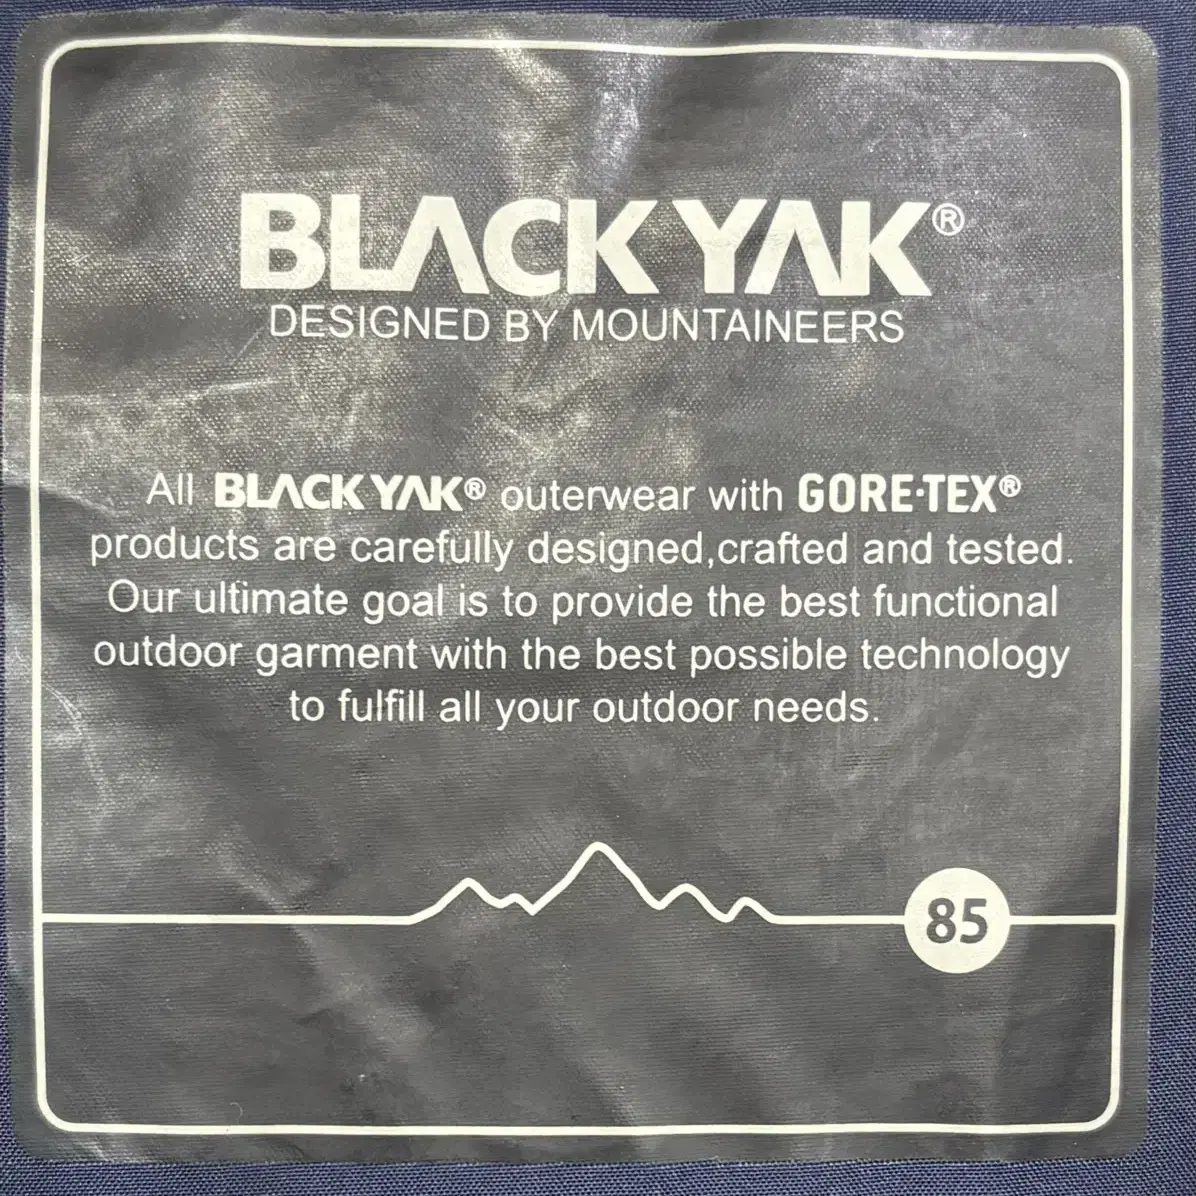 BLACKYAK®
DESIGNED BY MOUNTAINEERS
All BLACKYAK® outerwear with GORE-TEX®
products are carefully designed,crafted and tested.
Our ultimate goal is to provide the best functional
outdoor garment with the best possible technology
to fulfill all your outdoor needs.
85